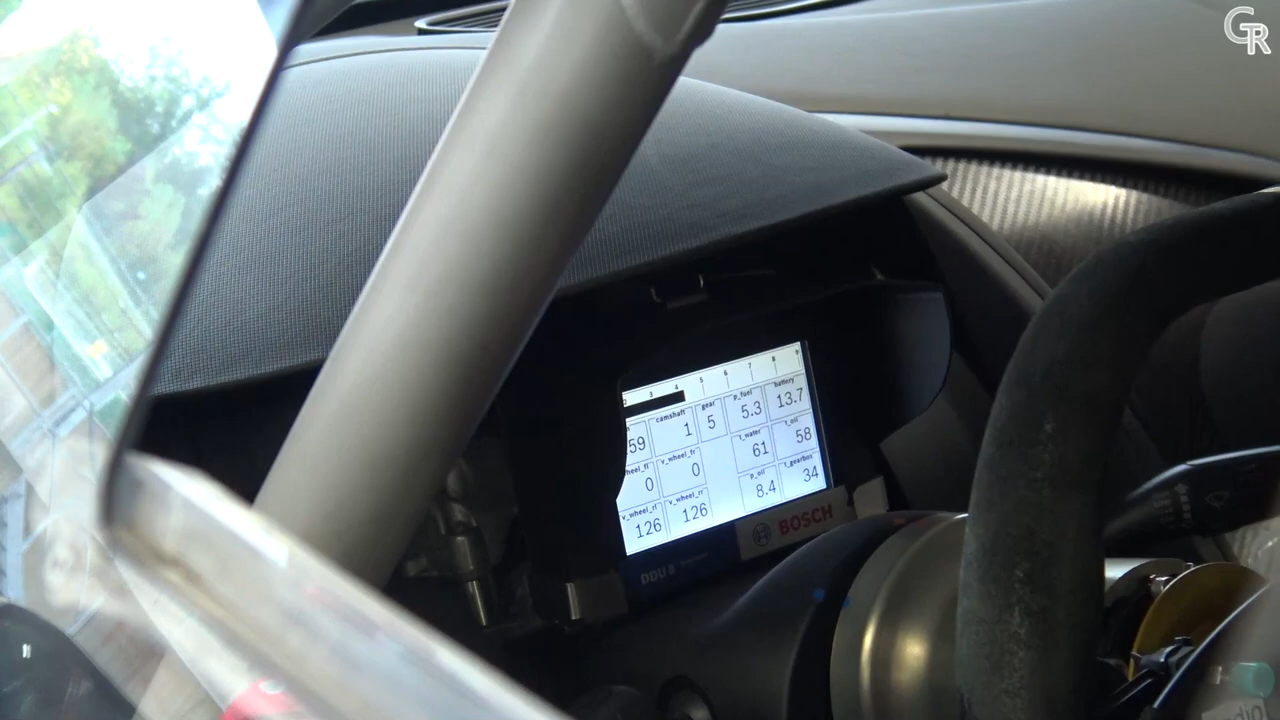 GR
2 3 4 5 6 7 8 9
59 camshaft 1 gear 5 p_fuel 5.3 battery 13.7
0 v_wheel_fr 0 t_water 61 t_oil 58
v_wheel_rl 126 v_wheel_rr 126 p_oil 8.4 t_gearbox 34
BOSCH
DDU 8